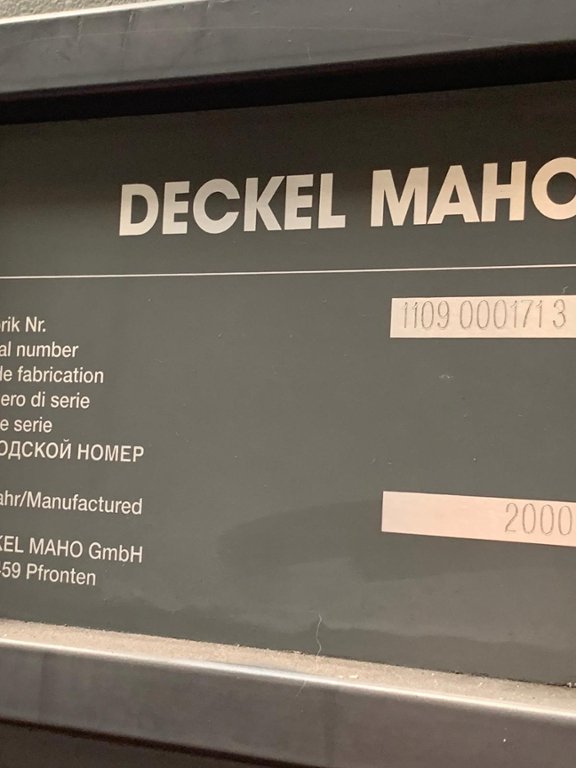 DECKEL MAHO
rik Nr.
1109 0001713
al number
le fabrication
ero di serie
e serie
ОДСКОЙ НОМЕР
ahr/Manufactured
2000
KEL MAHO GmbH
459 Pfronten